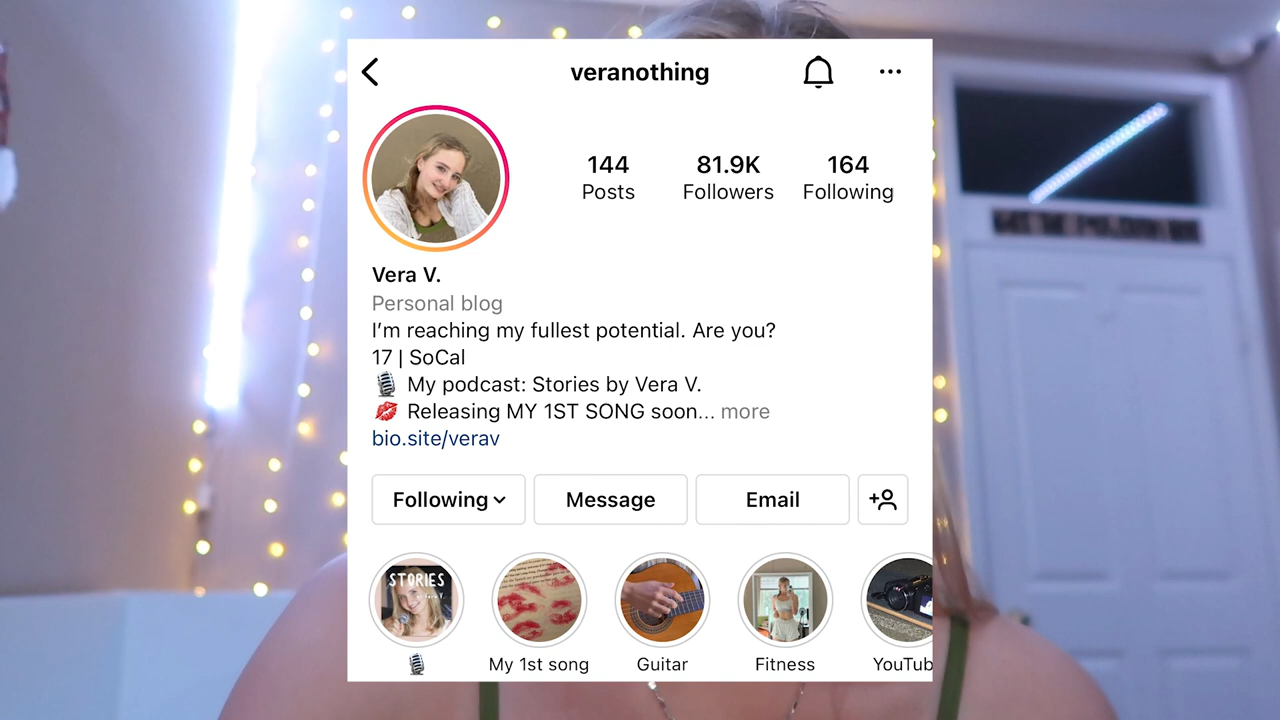 veranothing
144
Posts
81.9K
Followers
164
Following
Vera V.
Personal blog
I'm reaching my fullest potential. Are you?
17 | SoCal
🎙️ My podcast: Stories by Vera V.
💋 Releasing MY 1ST SONG soon... more
bio.site/verav
Following
Message
Email
STORIES
by Vera V.
My 1st song
Guitar
Fitness
YouTub